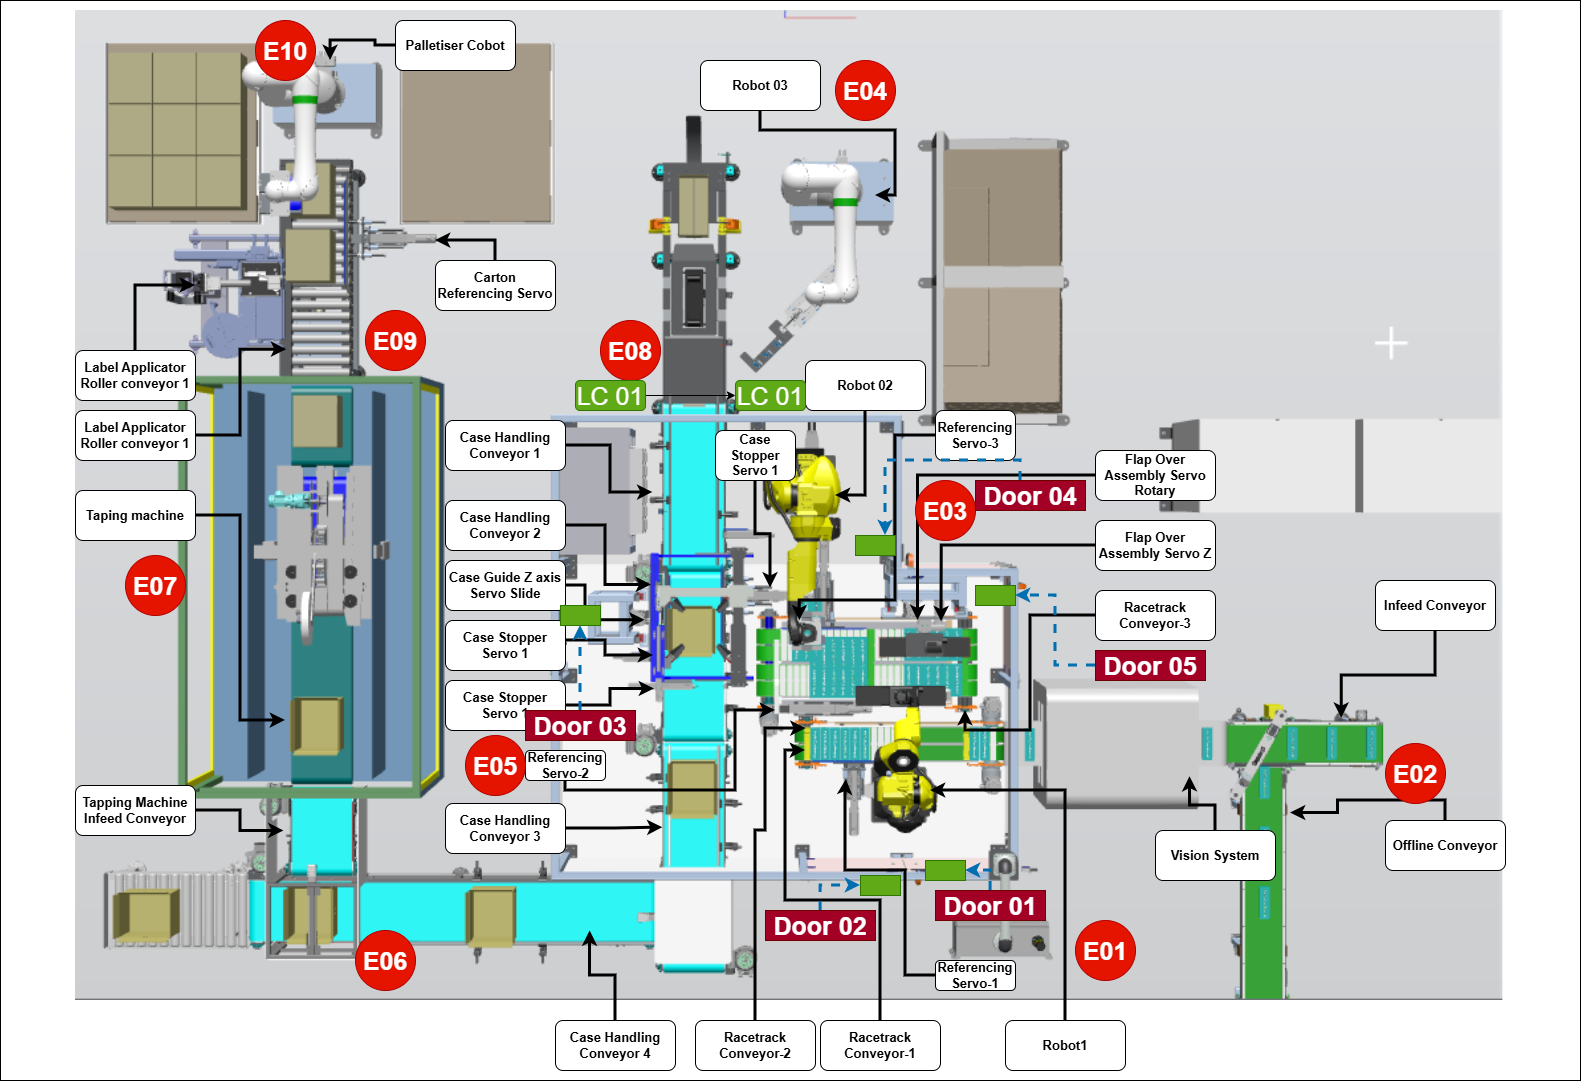 E10
Palletiser Cobot
Robot 03
E04
Carton
Referencing Servo
E09
E08
LC 01
LC 01
Robot 02
Label Applicator
Roller conveyor 1
Label Applicator
Roller conveyor 1
Case Handling
Conveyor 1
Case
Stopper
Servo 1
Referencing
Servo-3
Flap Over
Assembly Servo
Rotary
Door 04
E03
Taping machine
Case Handling
Conveyor 2
Flap Over
Assembly Servo Z
E07
Case Guide Z axis
Servo Slide
Racetrack
Conveyor-3
Infeed Conveyor
Case Stopper
Servo 1
Door 05
Case Stopper
Servo 1
Door 03
E05
Referencing
Servo-2
E02
Tapping Machine
Infeed Conveyor
Case Handling
Conveyor 3
Vision System
Offline Conveyor
Door 01
Door 02
E06
E01
Referencing
Servo-1
Case Handling
Conveyor 4
Racetrack
Conveyor-2
Racetrack
Conveyor-1
Robot1